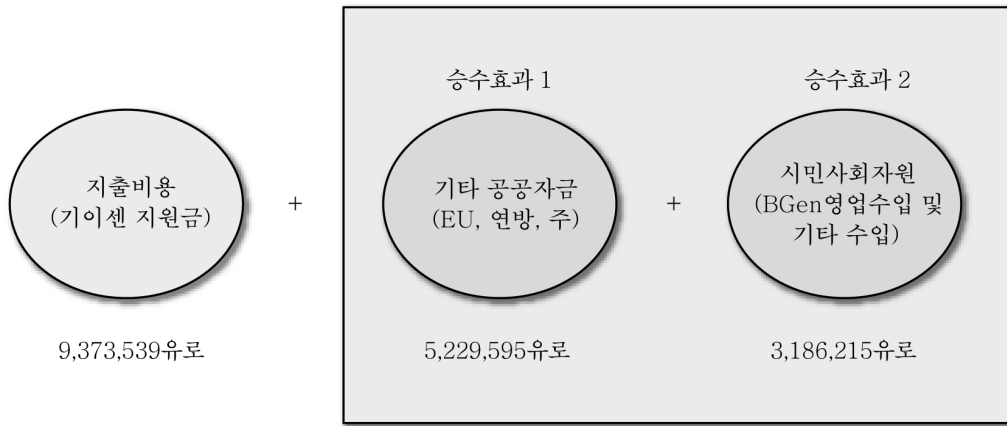 승수효과 1
승수효과 2
지출비용
(기이센 지원금)
+
기타 공공자금
(EU, 연방, 주)
+
시민사회자원
(BGen영업수입 및
기타 수입)
9,373,539유로
5,229,595유로
3,186,215유로